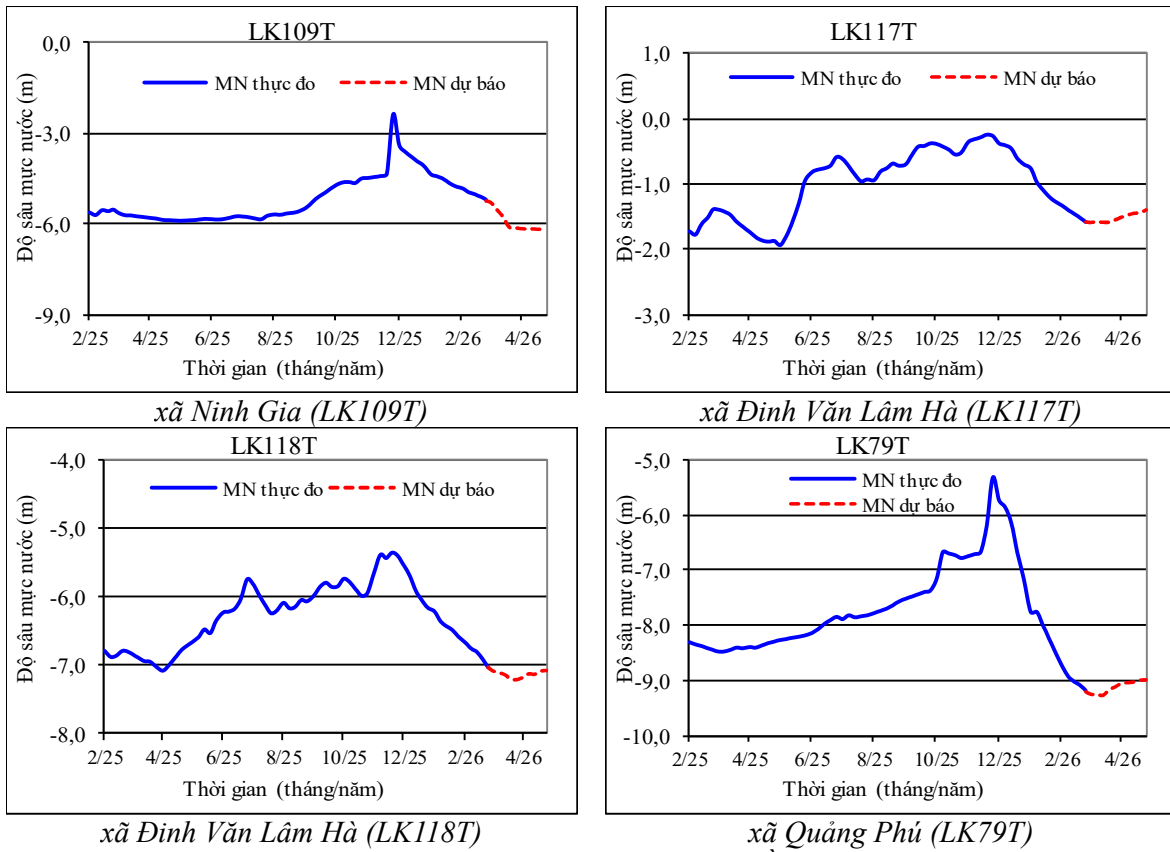 LK109T
0,0
-3,0
-6,0
-9,0
MN thực đo
MN dự báo
Độ sâu mực nước (m)
2/25 4/25 6/25 8/25 10/25 12/25 2/26 4/26
Thời gian (tháng/năm)
xã Ninh Gia (LK109T)
LK117T
1,0
0,0
-1,0
-2,0
-3,0
MN thực đo
MN dự báo
Độ sâu mực nước (m)
2/25 4/25 6/25 8/25 10/25 12/25 2/26 4/26
Thời gian (tháng/năm)
xã Đinh Văn Lâm Hà (LK117T)
LK118T
-4,0
-5,0
-6,0
-7,0
-8,0
MN thực đo
MN dự báo
Độ sâu mực nước (m)
2/25 4/25 6/25 8/25 10/25 12/25 2/26 4/26
Thời gian (tháng/năm)
xã Đinh Văn Lâm Hà (LK118T)
LK79T
-5,0
-6,0
-7,0
-8,0
-9,0
-10,0
MN thực đo
MN dự báo
Độ sâu mực nước (m)
2/25 4/25 6/25 8/25 10/25 12/25 2/26 4/26
Thời gian (tháng/năm)
xã Quảng Phú (LK79T)